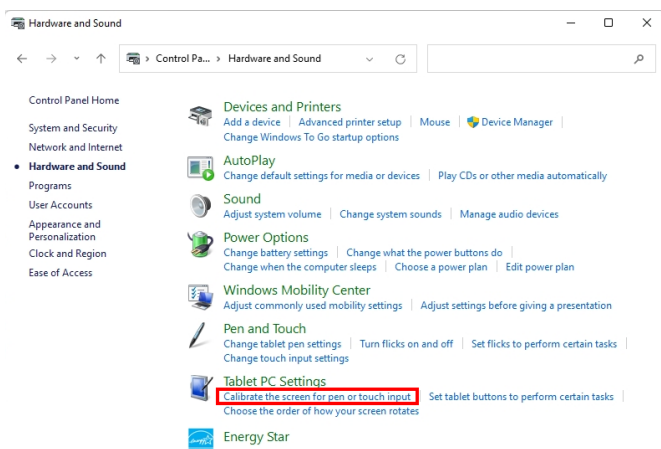 Hardware and Sound
Control Pa... › Hardware and Sound
Control Panel Home
System and Security
Network and Internet
Hardware and Sound
Programs
User Accounts
Appearance and
Personalization
Clock and Region
Ease of Access
Devices and Printers
Add a device | Advanced printer setup | Mouse | Device Manager |
Change Windows To Go startup options
AutoPlay
Change default settings for media or devices | Play CDs or other media automatically
Sound
Adjust system volume | Change system sounds | Manage audio devices
Power Options
Change battery settings | Change what the power buttons do |
Change when the computer sleeps | Choose a power plan | Edit power plan
Windows Mobility Center
Adjust commonly used mobility settings | Adjust settings before giving a presentation
Pen and Touch
Change tablet pen settings | Turn flicks on and off | Set flicks to perform certain tasks |
Change touch input settings
Tablet PC Settings
Calibrate the screen for pen or touch input | Set tablet buttons to perform certain tasks |
Choose the order of how your screen rotates
Energy Star